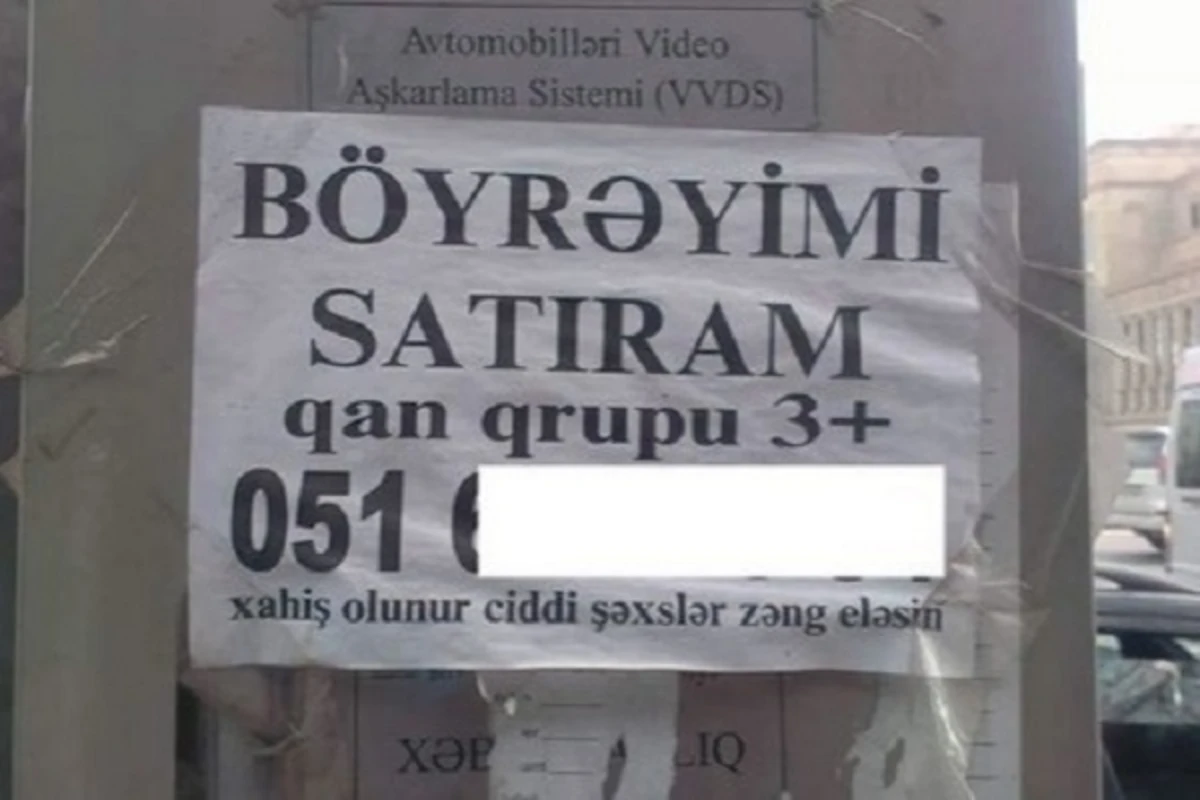 Avtomobilləri Video
Aşkarlama Sistemi (VVDS)
BÖYRƏYİMİ
SATIRAM
qan qrupu 3+
051
xahiş olunur ciddi şəxslər zəng eləsin